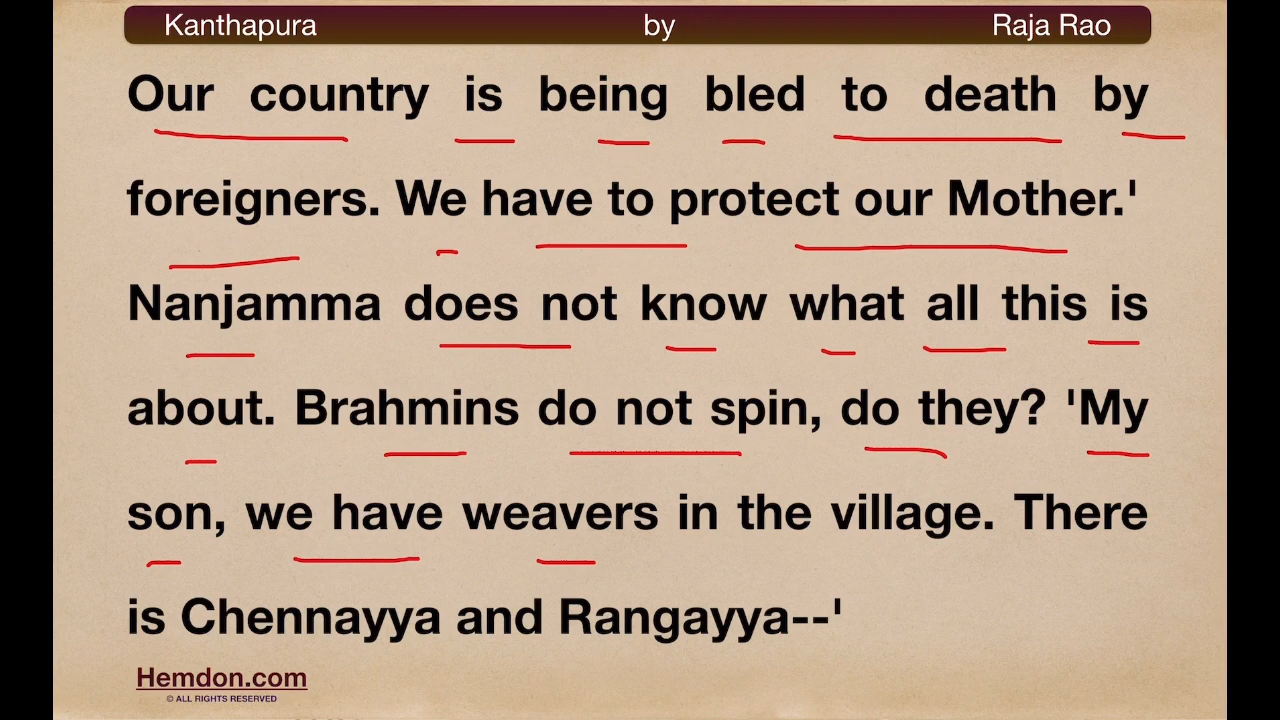 Kanthapura by Raja Rao
Our country is being bled to death by
foreigners. We have to protect our Mother.'
Nanjamma does not know what all this is
about. Brahmins do not spin, do they? 'My
son, we have weavers in the village. There
is Chennayya and Rangayya--'
Hemdon.com
© ALL RIGHTS RESERVED